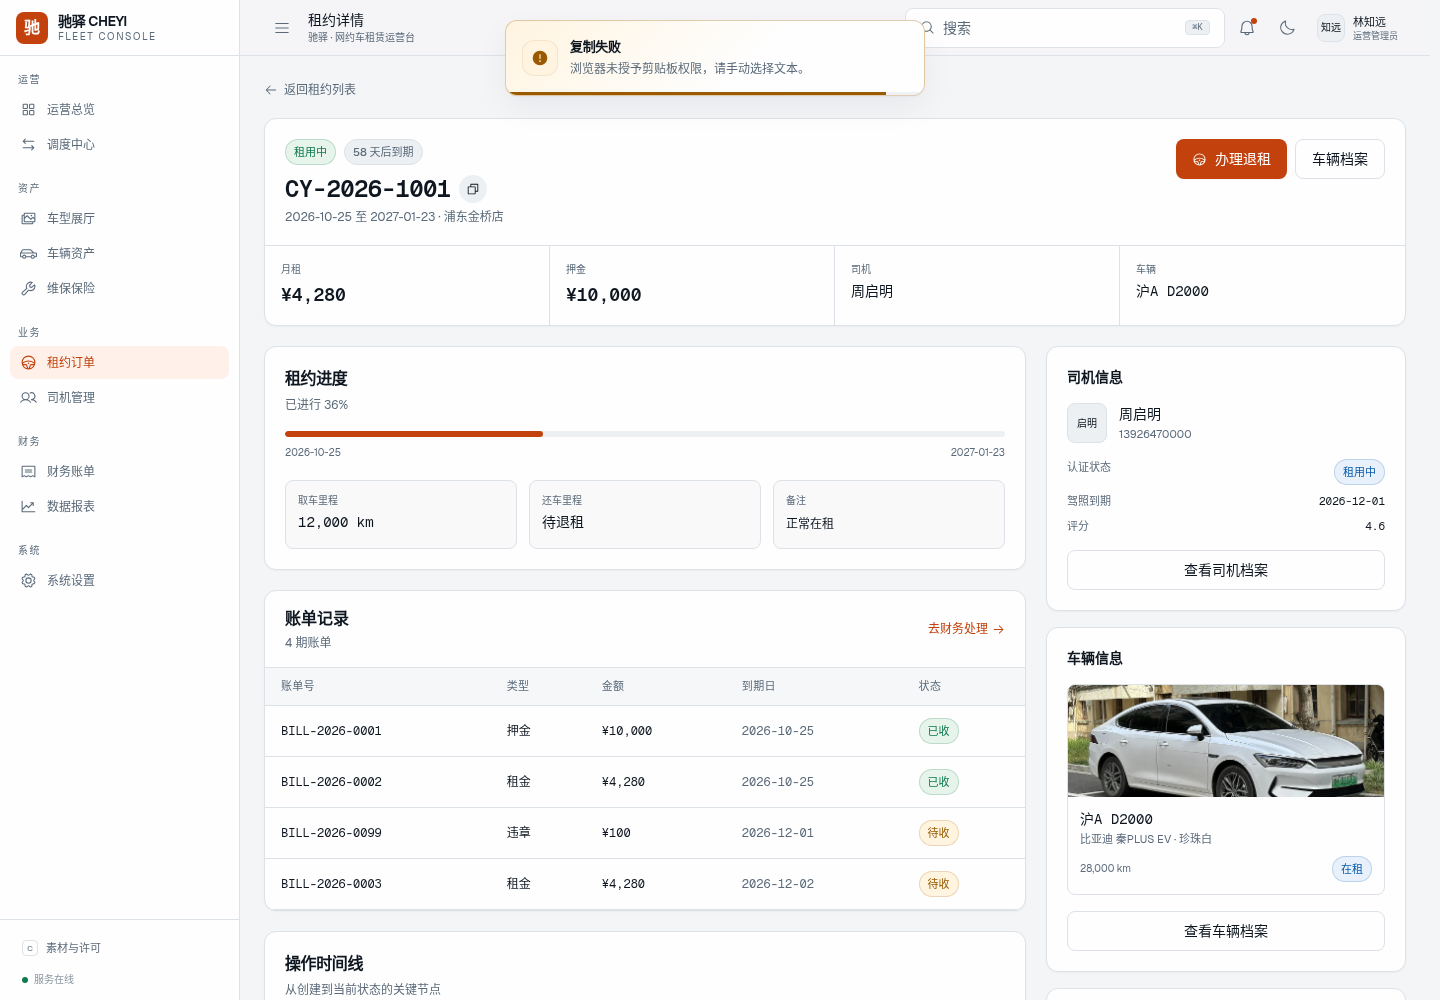 驰
驰驿 CHEYI
FLEET CONSOLE
运营
运营总览
调度中心
资产
车型展厅
车辆资产
维保保险
业务
租约订单
司机管理
财务
财务账单
数据报表
系统
系统设置
C 素材与许可
服务在线
租约详情
驰驿 · 网约车租赁运营台
搜索 ⌘K
知远
林知远
运营管理员
复制失败
浏览器未授予剪贴板权限，请手动选择文本。
返回租约列表
租用中 58 天后到期
CY-2026-1001
2026-10-25 至 2027-01-23 · 浦东金桥店
办理退租
车辆档案
月租
¥4,280
押金
¥10,000
司机
周启明
车辆
沪A D2000
租约进度
已进行 36%
2026-10-25 2027-01-23
取车里程
12,000 km
还车里程
待退租
备注
正常在租
账单记录
4 期账单
去财务处理 →
账单号 类型 金额 到期日 状态
BILL-2026-0001 押金 ¥10,000 2026-10-25 已收
BILL-2026-0002 租金 ¥4,280 2026-10-25 已收
BILL-2026-0099 违章 ¥100 2026-12-01 待收
BILL-2026-0003 租金 ¥4,280 2026-12-02 待收
操作时间线
从创建到当前状态的关键节点
司机信息
启明
周启明
13926470000
认证状态 租用中
驾照到期 2026-12-01
评分 4.6
查看司机档案
车辆信息
沪A D2000
比亚迪 秦PLUS EV · 珍珠白
28,000 km 在租
查看车辆档案